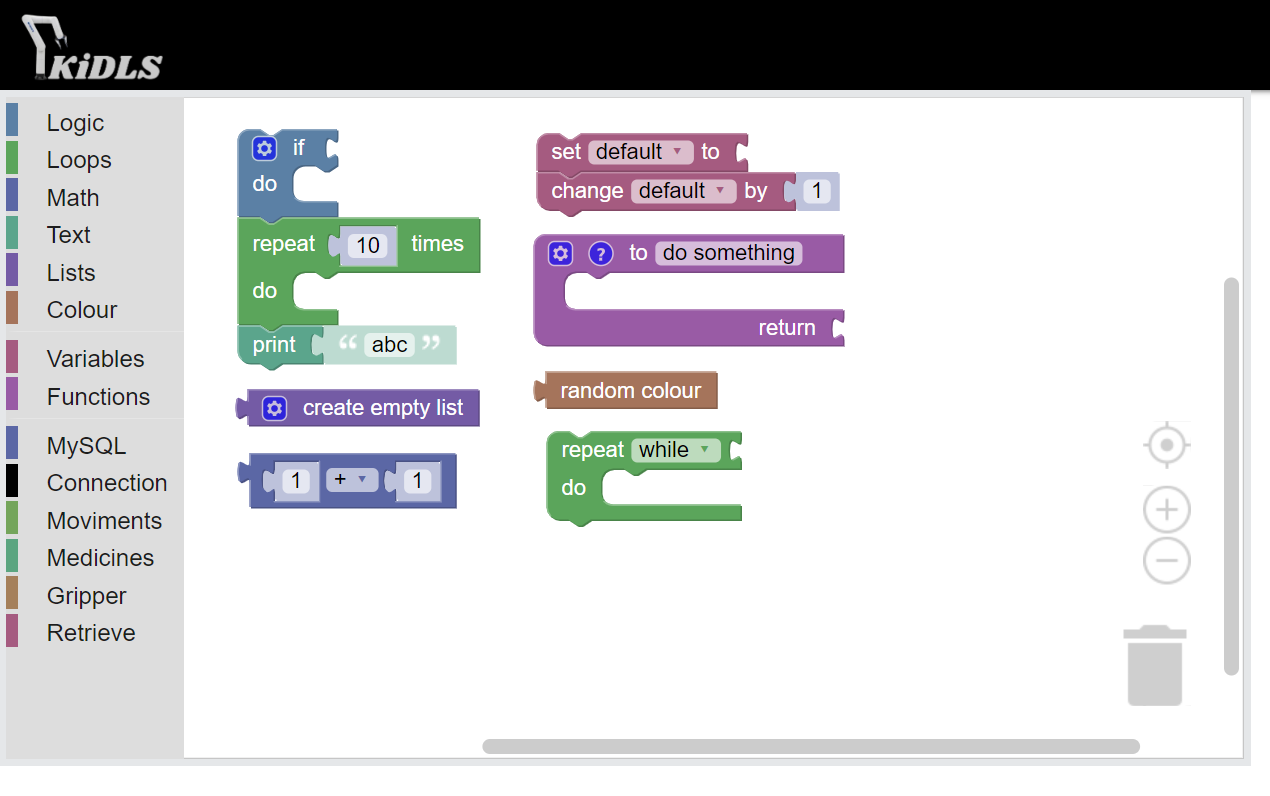 KiDLS
Logic
Loops
Math
Text
Lists
Colour
Variables
Functions
MySQL
Connection
Moviments
Medicines
Gripper
Retrieve
if
do
repeat 10 times
do
print “ abc ”
create empty list
1 + 1
set default to
change default by 1
? to do something
return
random colour
repeat while
do